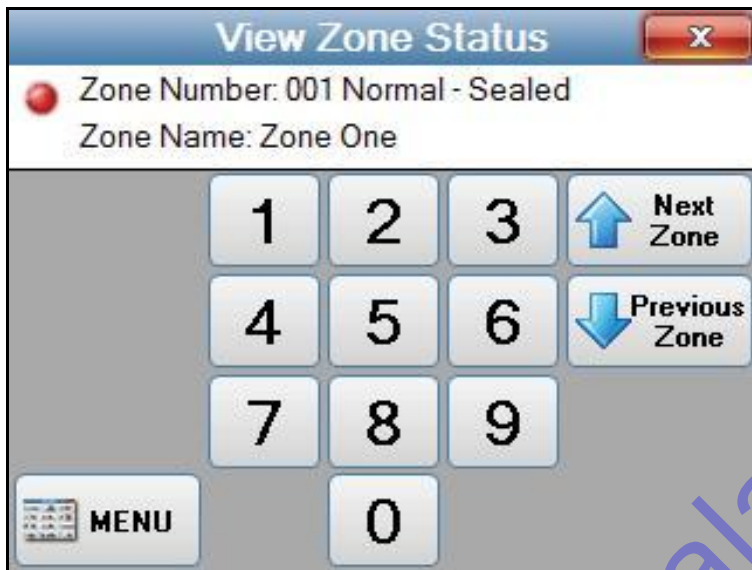 View Zone Status
x
Zone Number: 001 Normal - Sealed
Zone Name: Zone One
1 2 3 Next Zone
4 5 6 Previous Zone
7 8 9
MENU 0